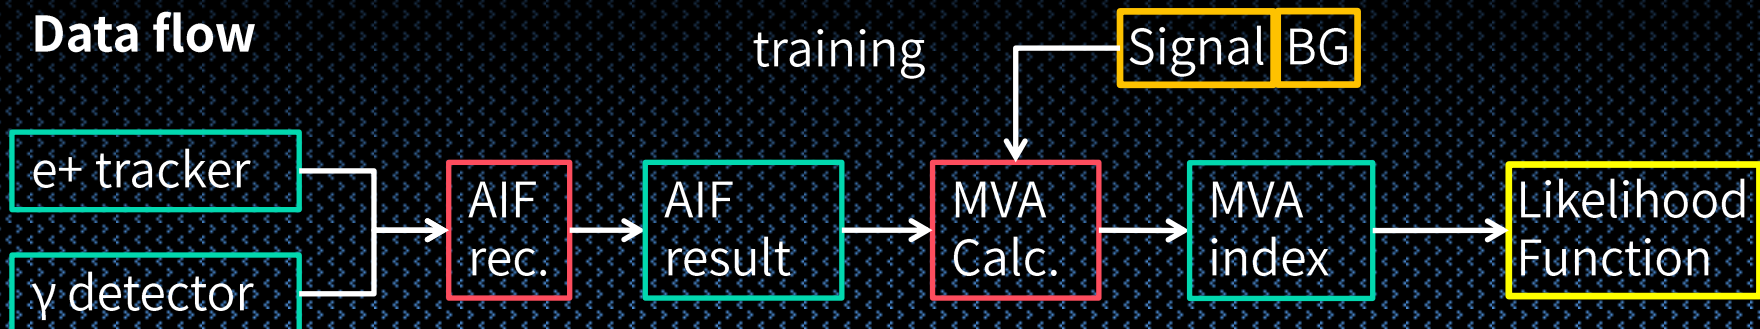 Data flow
training
Signal BG
e+ tracker
γ detector
AIF
rec.
AIF
result
MVA
Calc.
MVA
index
Likelihood
Function